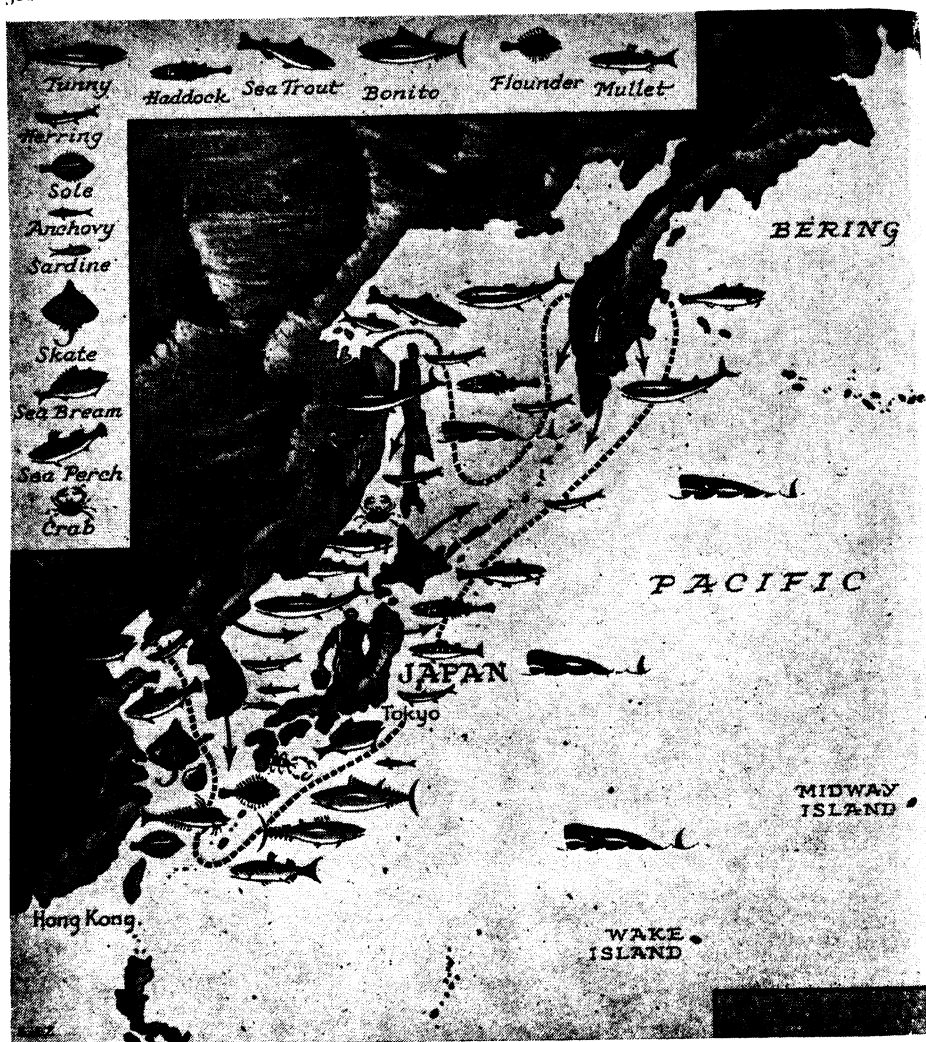 Tunny
Haddock
Sea Trout
Bonito
Flounder
Mullet
Herring
Sole
Anchovy
Sardine
Skate
Sea Bream
Sea Perch
Crab
BERING
PACIFIC
JAPAN
Tokyo
MIDWAY
ISLAND
Hong Kong
WAKE
ISLAND